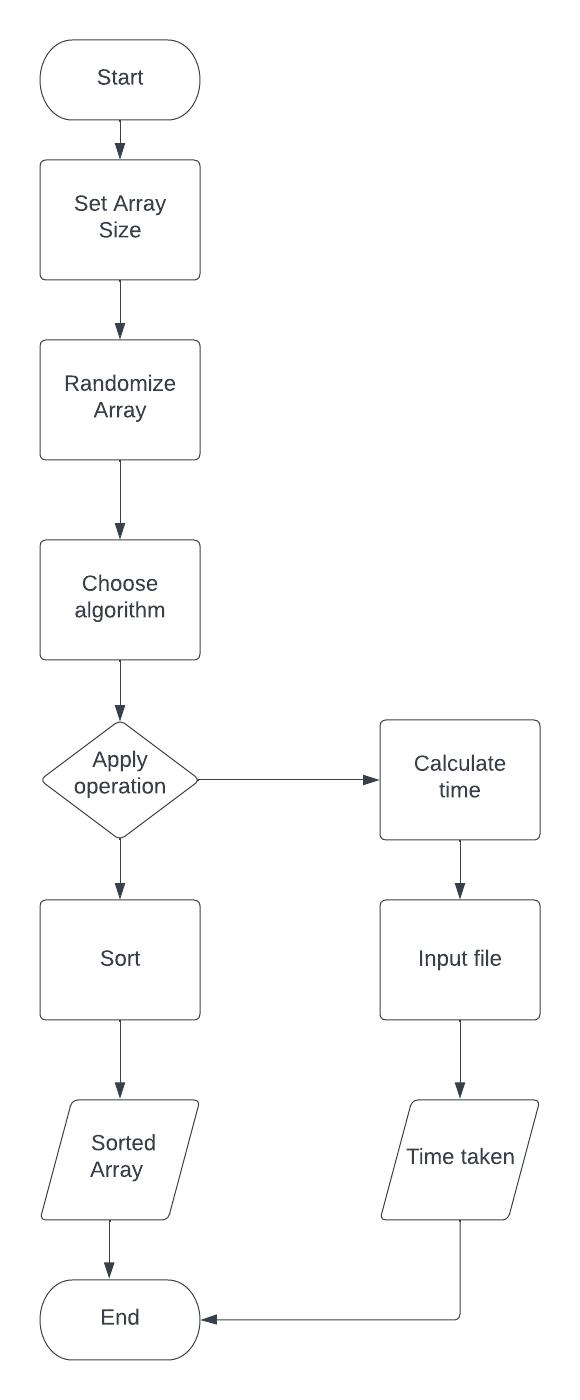 Start
Set Array
Size
Randomize
Array
Choose
algorithm
Apply
operation
Calculate
time
Sort
Input file
Sorted
Array
Time taken
End